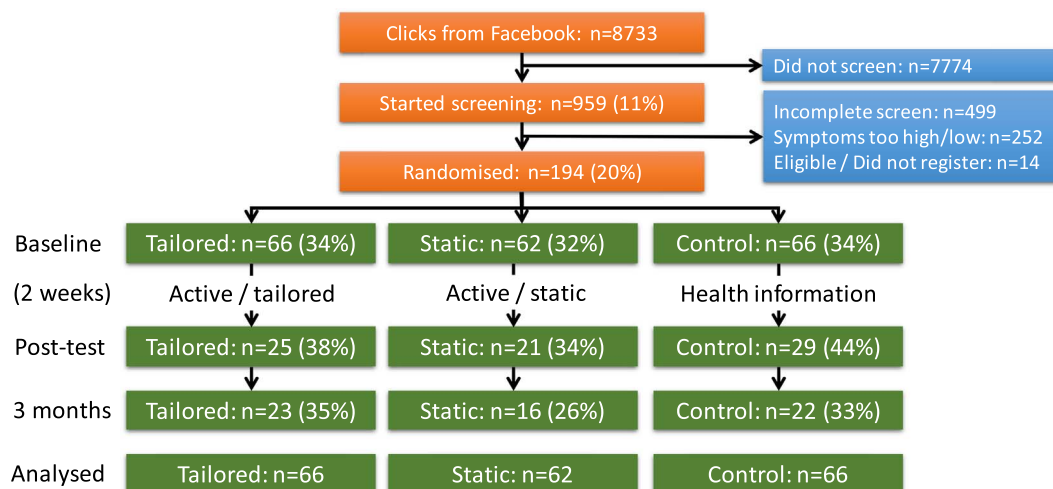 Clicks from Facebook: n=8733
Did not screen: n=7774
Started screening: n=959 (11%)
Incomplete screen: n=499
Symptoms too high/low: n=252
Eligible / Did not register: n=14
Randomised: n=194 (20%)
Baseline
Tailored: n=66 (34%)
Static: n=62 (32%)
Control: n=66 (34%)
(2 weeks)
Active / tailored
Active / static
Health information
Post-test
Tailored: n=25 (38%)
Static: n=21 (34%)
Control: n=29 (44%)
3 months
Tailored: n=23 (35%)
Static: n=16 (26%)
Control: n=22 (33%)
Analysed
Tailored: n=66
Static: n=62
Control: n=66